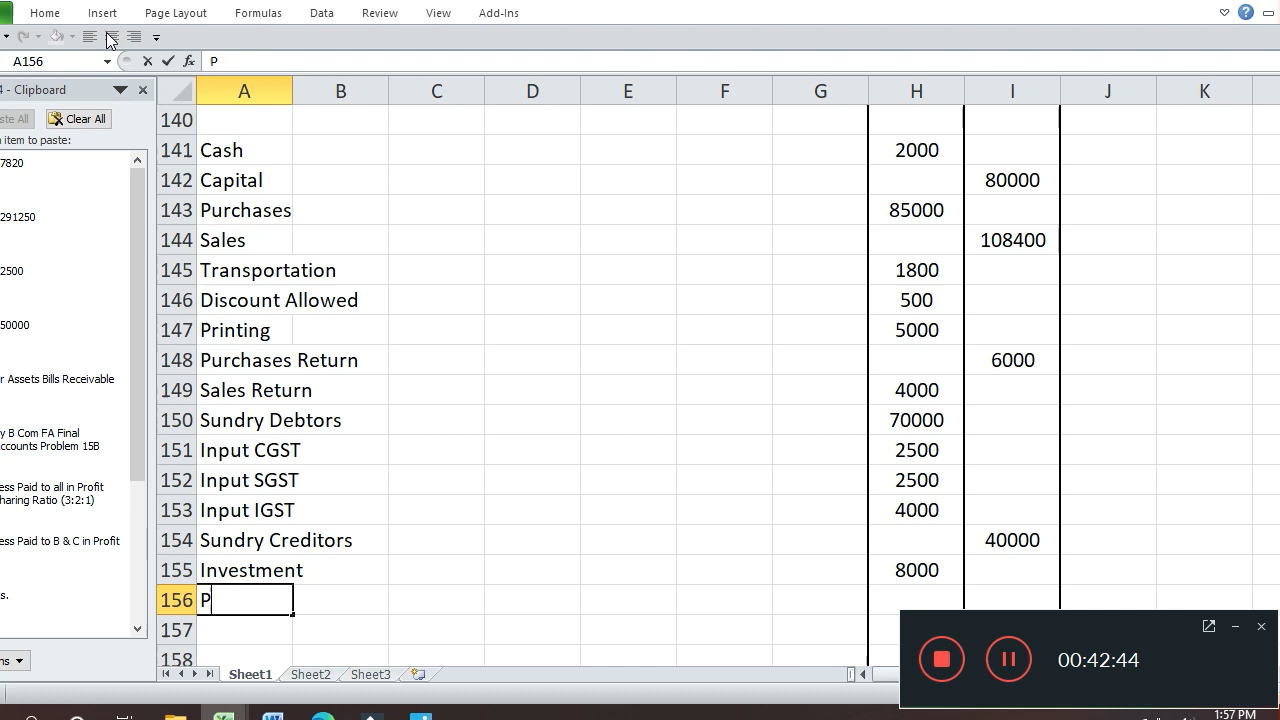 Home Insert Page Layout Formulas Data Review View Add-Ins
A156 fx P
4 - Clipboard
A B C D E F G H I J K
ste All Clear All
item to paste:
7820
291250
2500
50000
r Assets Bills Receivable
y B Com FA Final
ccounts Problem 15B
ess Paid to all in Profit
haring Ratio (3:2:1)
ess Paid to B & C in Profit
s.
ns
140
141 Cash 2000
142 Capital 80000
143 Purchases 85000
144 Sales 108400
145 Transportation 1800
146 Discount Allowed 500
147 Printing 5000
148 Purchases Return 6000
149 Sales Return 4000
150 Sundry Debtors 70000
151 Input CGST 2500
152 Input SGST 2500
153 Input IGST 4000
154 Sundry Creditors 40000
155 Investment 8000
156 P
157
158
00:42:44
Sheet1 Sheet2 Sheet3
1:57 PM